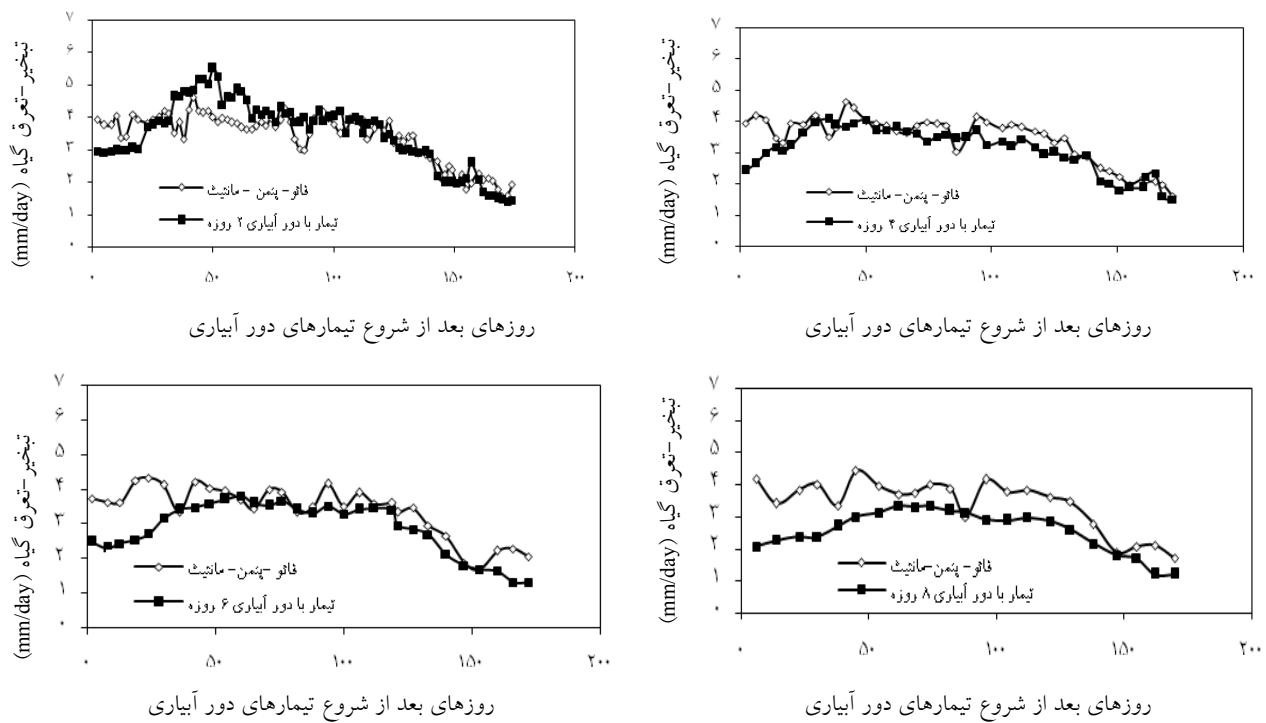 تبخیر-تعرق گیاه (mm/day)
۷
۶
۵
۴
۳
۲
۱
۰
فائو- پنمن - مانتیث
تیمار با دور آبیاری ۲ روزه
۰ ۵۰ ۱۰۰ ۱۵۰ ۲۰۰
روزهای بعد از شروع تیمارهای دور آبیاری
تبخیر-تعرق گیاه (mm/day)
۷
۶
۵
۴
۳
۲
۱
۰
فائو- پنمن - مانتیث
تیمار با دور آبیاری ۴ روزه
۰ ۵۰ ۱۰۰ ۱۵۰ ۲۰۰
روزهای بعد از شروع تیمارهای دور آبیاری
تبخیر-تعرق گیاه (mm/day)
۷
۶
۵
۴
۳
۲
۱
۰
فائو -پنمن- مانتیث
تیمار با دور آبیاری ۶ روزه
۰ ۵۰ ۱۰۰ ۱۵۰ ۲۰۰
روزهای بعد از شروع تیمارهای دور آبیاری
تبخیر-تعرق گیاه (mm/day)
۷
۶
۵
۴
۳
۲
۱
۰
فائو- پنمن-مانتیث
تیمار با دور آبیاری ۸ روزه
۰ ۵۰ ۱۰۰ ۱۵۰ ۲۰۰
روزهای بعد از شروع تیمارهای دور آبیاری